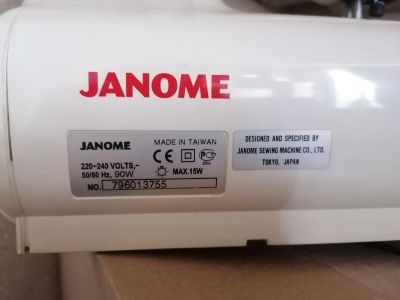 JANOME
JANOME MADE IN TAIWAN
220~240 VOLTS,~
50/60 Hz, 90W
MAX.15W
NO. 796013755
DESIGNED AND SPECIFIED BY
JANOME SEWING MACHINE CO., LTD.
TOKYO, JAPAN